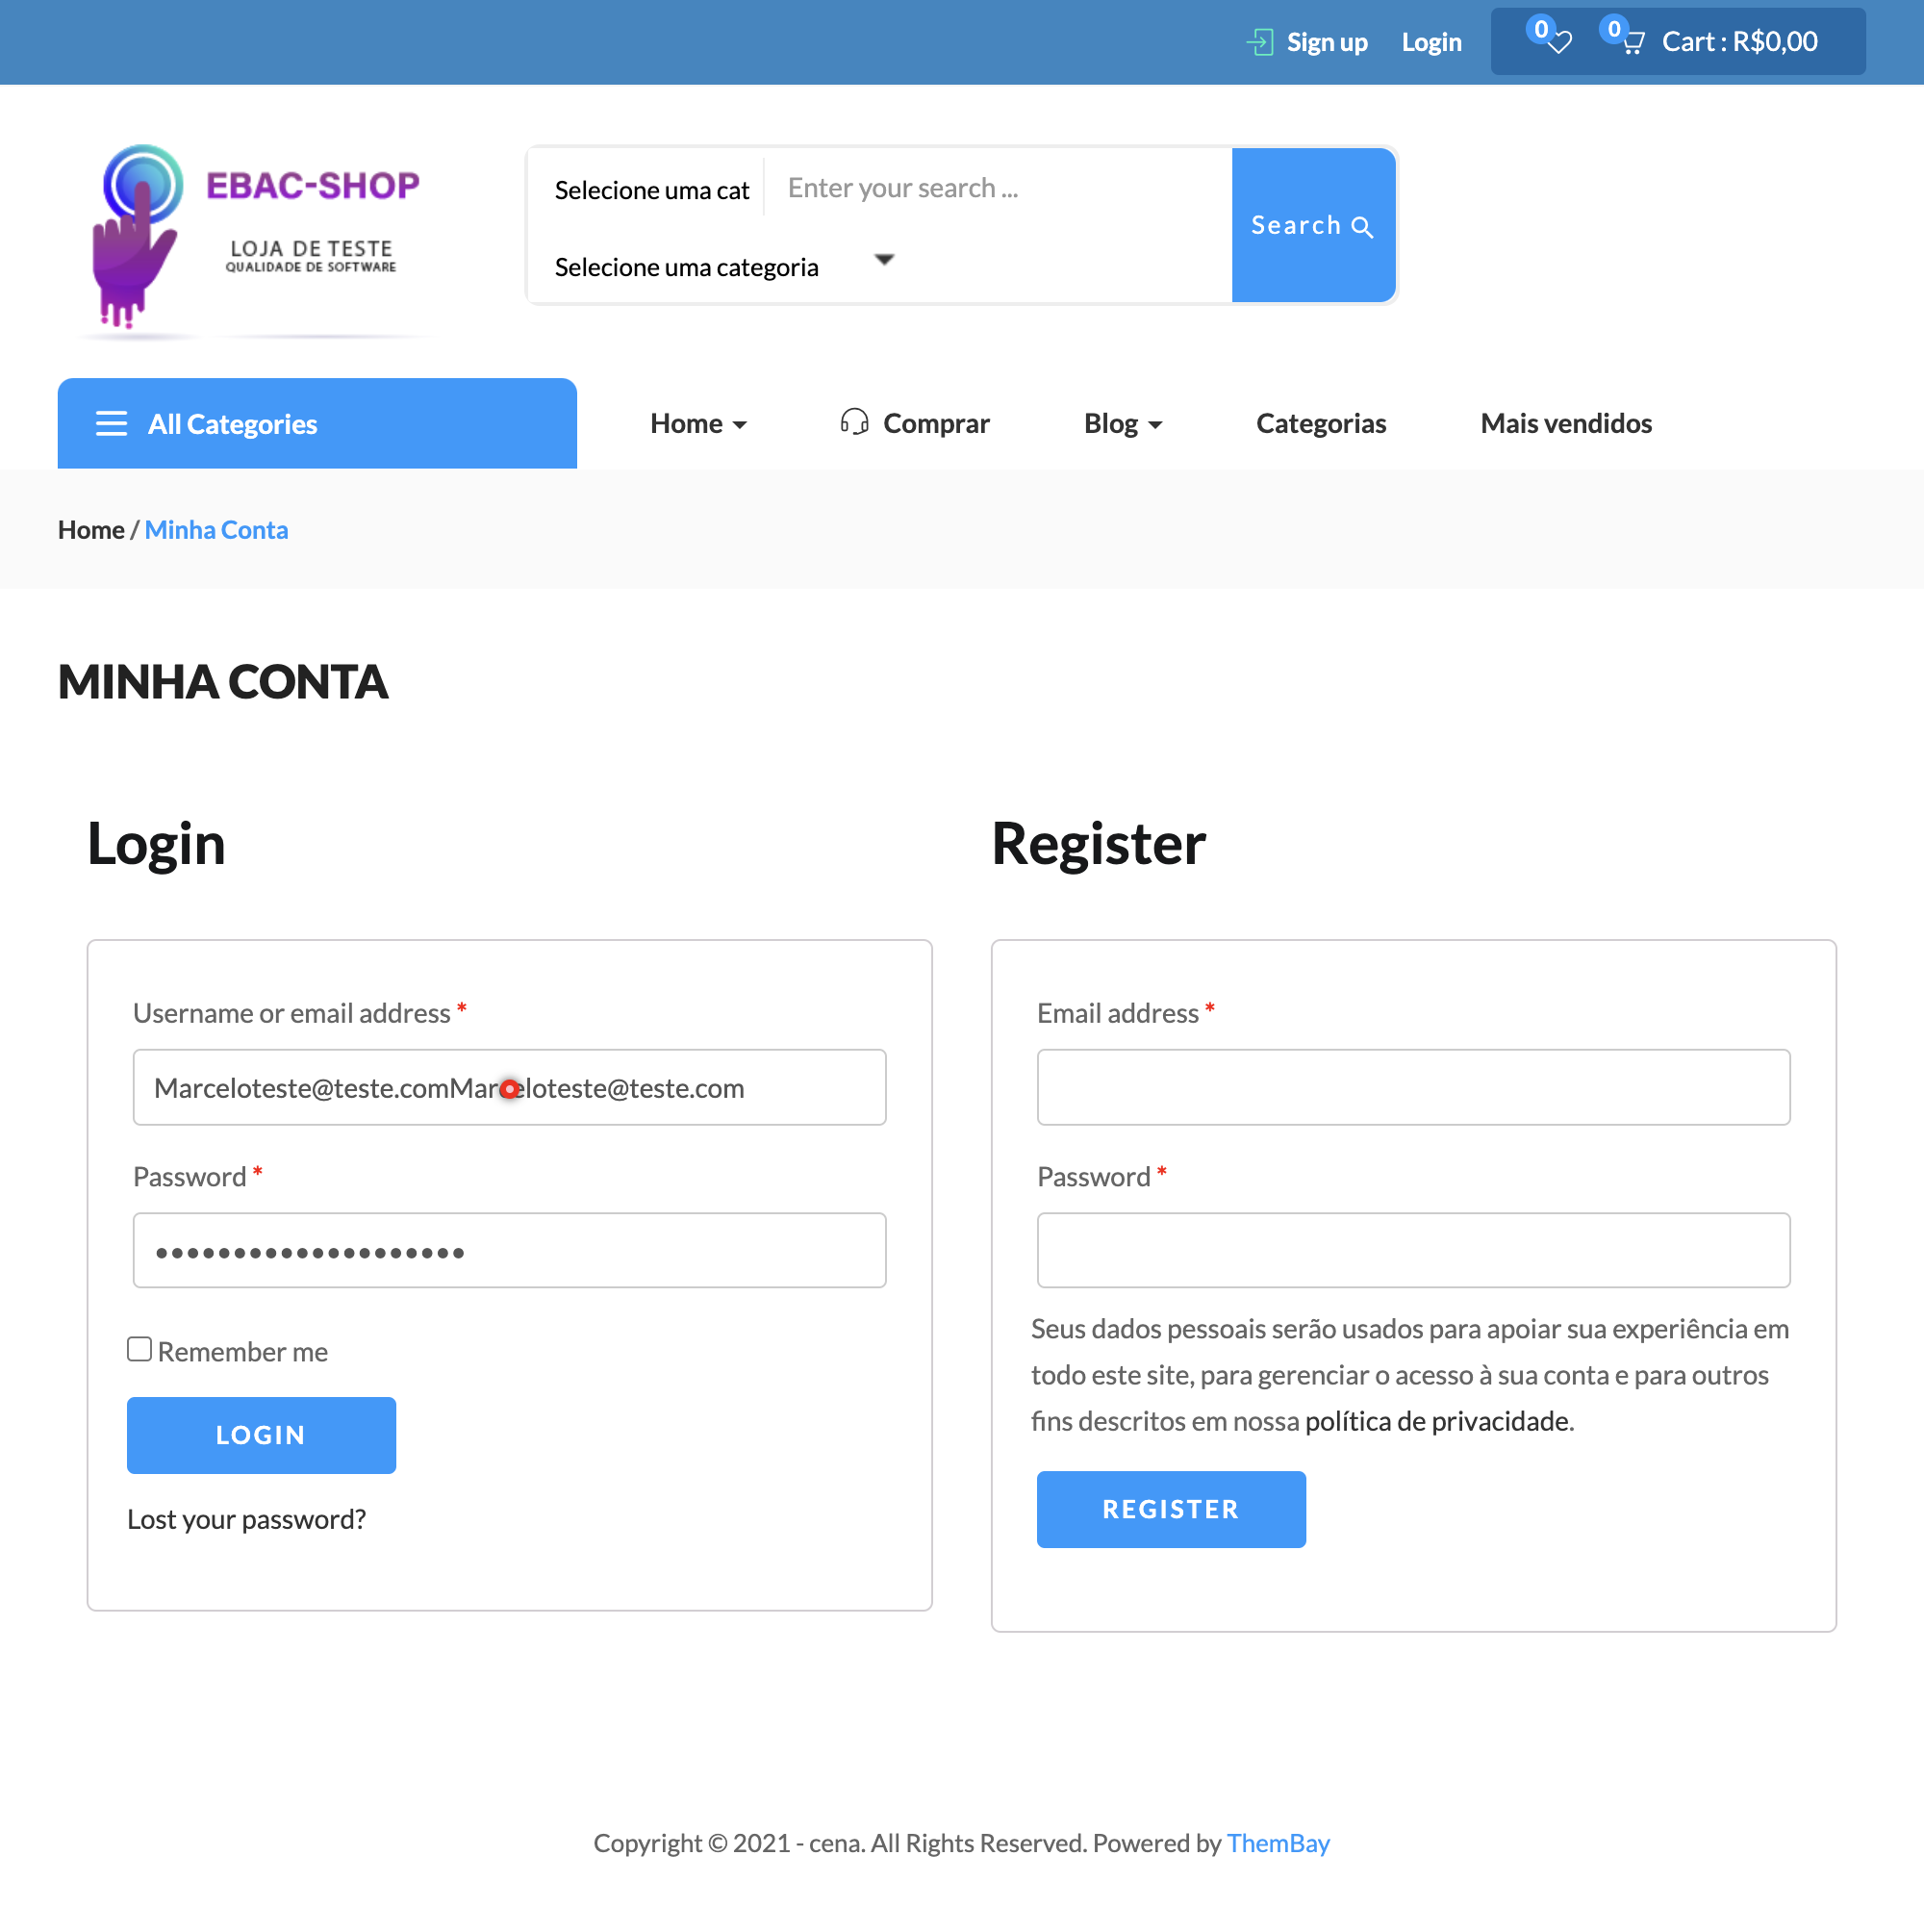 Sign up Login 0 0 Cart : R$0,00
EBAC-SHOP
LOJA DE TESTE
QUALIDADE DE SOFTWARE
Selecione uma cat Enter your search ...
Selecione uma categoria
Search
All Categories Home Comprar Blog Categorias Mais vendidos
Home / Minha Conta
MINHA CONTA
Login
Username or email address *
Marceloteste@teste.comMarceloteste@teste.com
Password *
••••••••••••••••••••
Remember me
LOGIN
Lost your password?
Register
Email address *
Password *
Seus dados pessoais serão usados para apoiar sua experiência em
todo este site, para gerenciar o acesso à sua conta e para outros
fins descritos em nossa política de privacidade.
REGISTER
Copyright © 2021 - cena. All Rights Reserved. Powered by ThemBay